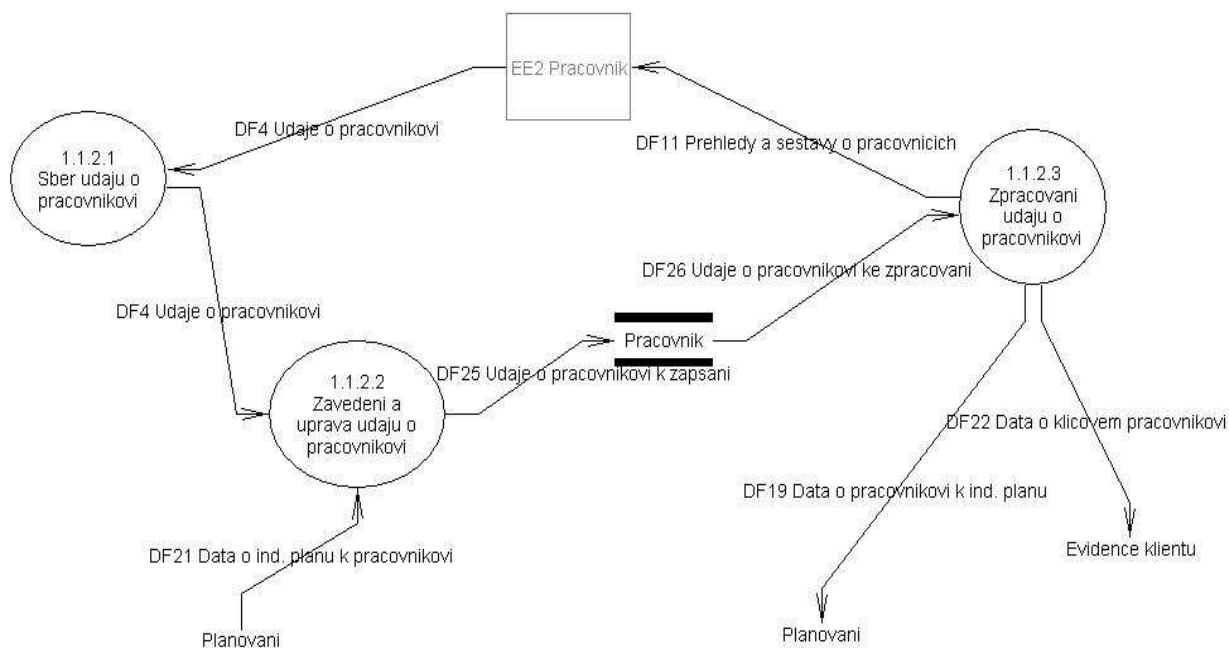 EE2 Pracovnik
DF4 Udaje o pracovnikovi
DF11 Prehledy a sestavy o pracovnicich
1.1.2.1
Sber udaju o
pracovnikovi
1.1.2.3
Zpracovani
udaju o
pracovnikovi
DF26 Udaje o pracovnikovi ke zpracovani
DF4 Udaje o pracovnikovi
Pracovnik
DF25 Udaje o pracovnikovi k zapsani
1.1.2.2
Zavedeni a
uprava udaju o
pracovnikovi
DF22 Data o klicovem pracovnikovi
DF19 Data o pracovnikovi k ind. planu
DF21 Data o ind. planu k pracovnikovi
Evidence klientu
Planovani
Planovani